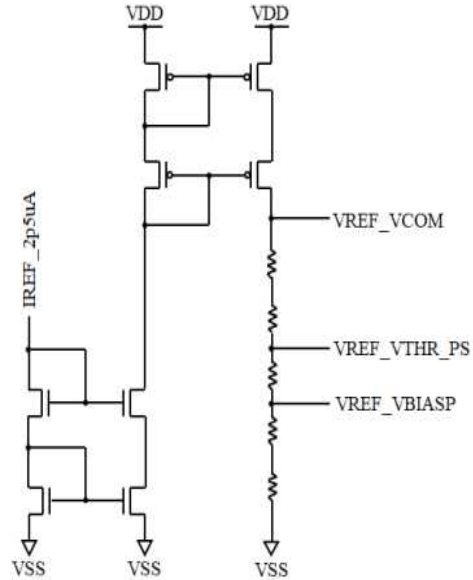 VDD
VDD
IREF_2p5uA
VREF_VCOM
VREF_VTHR_PS
VREF_VBIASP
VSS
VSS
VSS